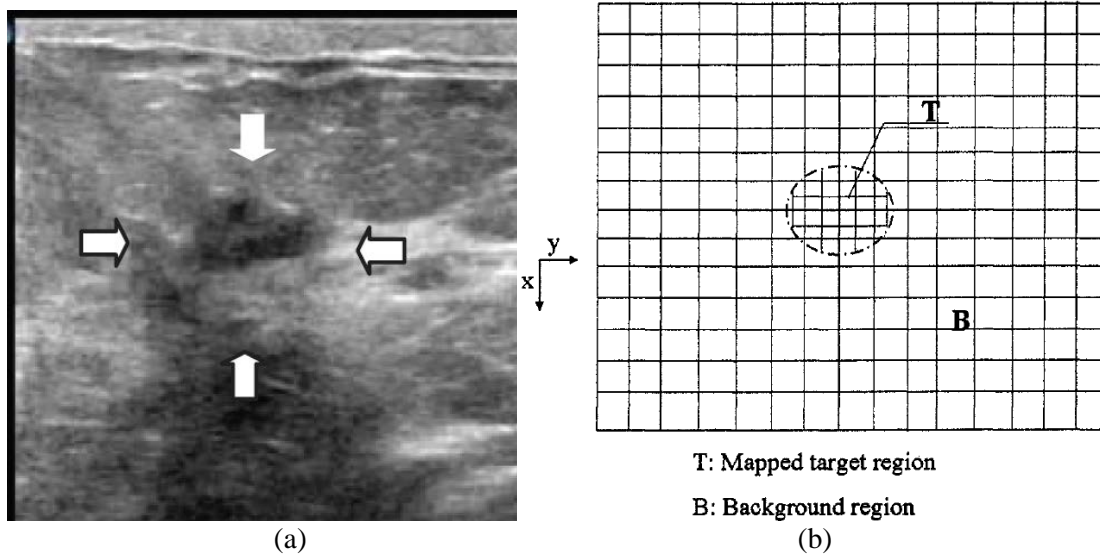 T
y
x
B
T: Mapped target region
B: Background region
(a)
(b)